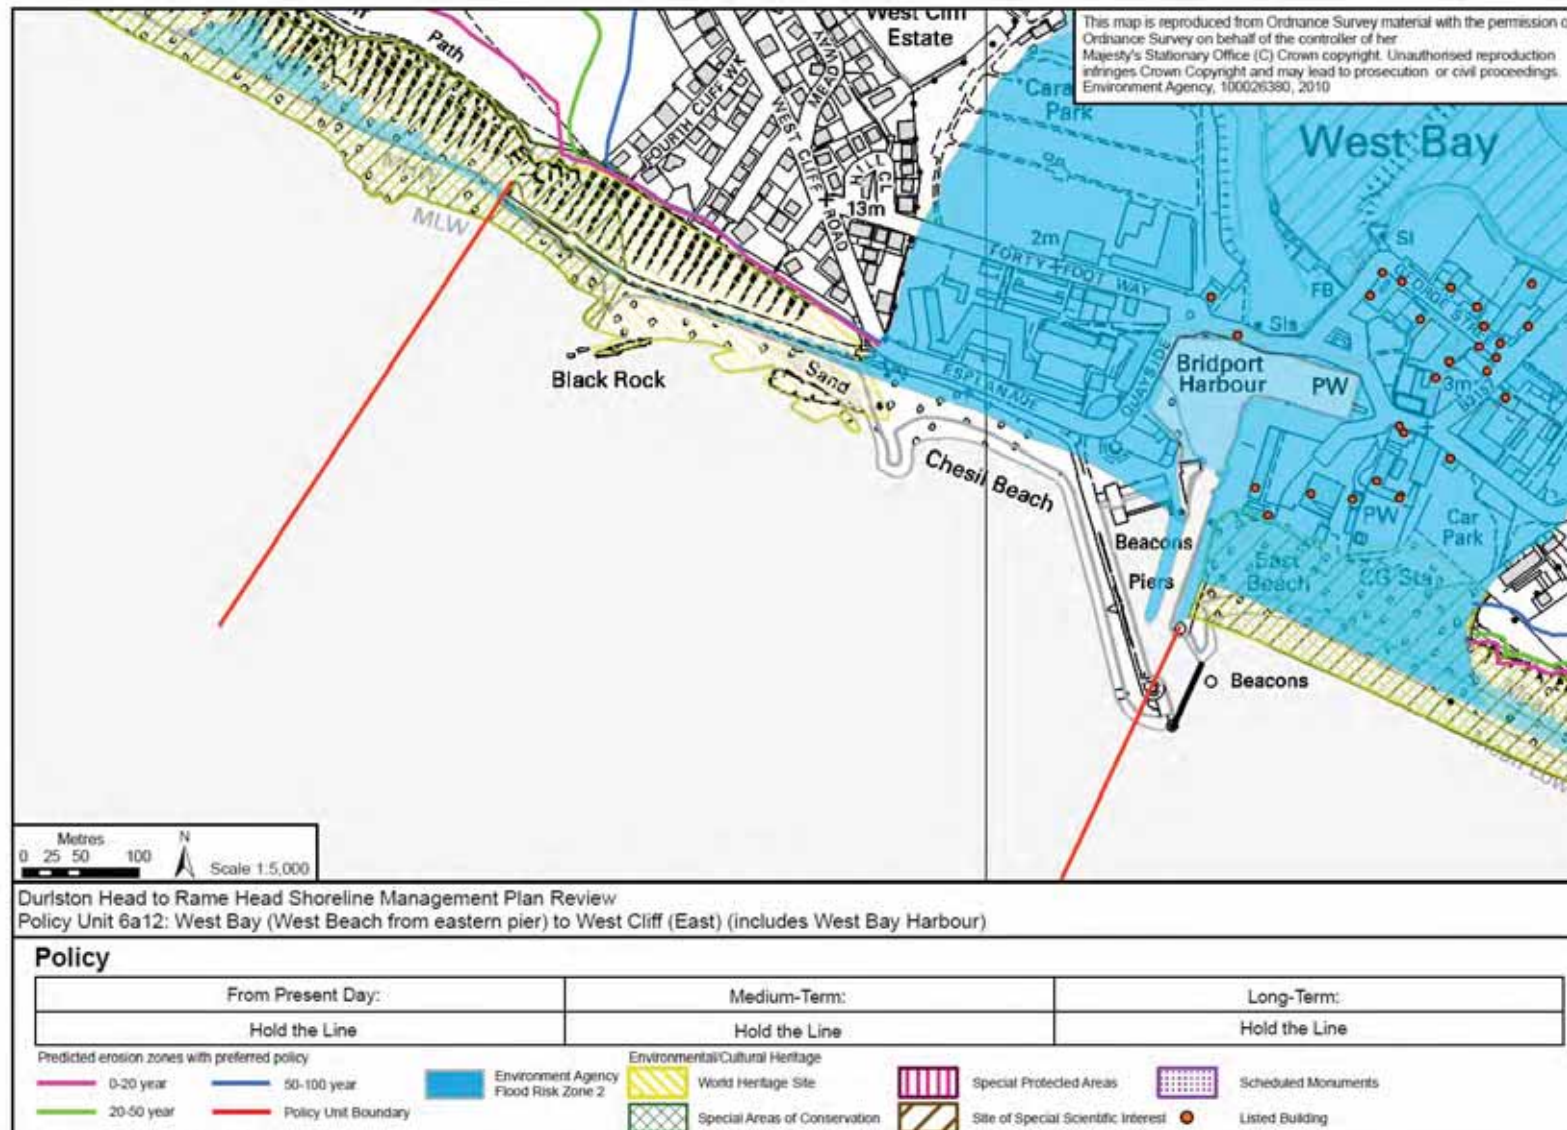 West Cliff
Estate
This map is reproduced from Ordnance Survey material with the permission o
Ordnance Survey on behalf of the controller of her
Majesty's Stationary Office (C) Crown copyright. Unauthorised reproduction
infringes Crown Copyright and may lead to prosecution or civil proceedings.
Environment Agency, 100026380, 2010
Path
Cara
Park
West Bay
MEADWAY
FOURTH CLIFF WK
WEST CLIFF ROAD
CL
13m
MLW
2m
FORTY FOOT WAY
SI
FB
Sls
Bridport
Harbour
PW
QUAYSIDE
3m
Black Rock
Sand
ESPLANADE
Chesil Beach
Beacons
Piers
PW
Car
Park
East
Beach
CG Sta
Beacons
Metres
0 25 50 100
N
Scale 1:5,000
Durlston Head to Rame Head Shoreline Management Plan Review
Policy Unit 6a12: West Bay (West Beach from eastern pier) to West Cliff (East) (includes West Bay Harbour)
Policy
From Present Day: Medium-Term: Long-Term:
Hold the Line Hold the Line Hold the Line
Predicted erosion zones with preferred policy
0-20 year
50-100 year
20-50 year
Policy Unit Boundary
Environment Agency
Flood Risk Zone 2
Environmental/Cultural Heritage
World Heritage Site
Special Protected Areas
Scheduled Monuments
Special Areas of Conservation
Site of Special Scientific Interest
Listed Building